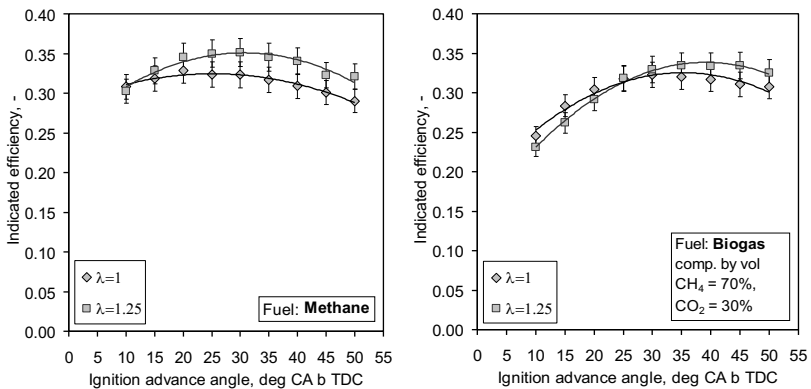 Indicated efficiency, -
0.40
0.35
0.30
0.25
0.20
0.15
0.10
0.05
0.00
λ=1
λ=1.25
Fuel: Methane
0 5 10 15 20 25 30 35 40 45 50 55
Ignition advance angle, deg CA b TDC
Indicated efficiency, -
0.40
0.35
0.30
0.25
0.20
0.15
0.10
0.05
0.00
λ=1
λ=1.25
Fuel: Biogas
comp. by vol
CH₄ = 70%,
CO₂ = 30%
0 5 10 15 20 25 30 35 40 45 50 55
Ignition advance angle, deg CA b TDC